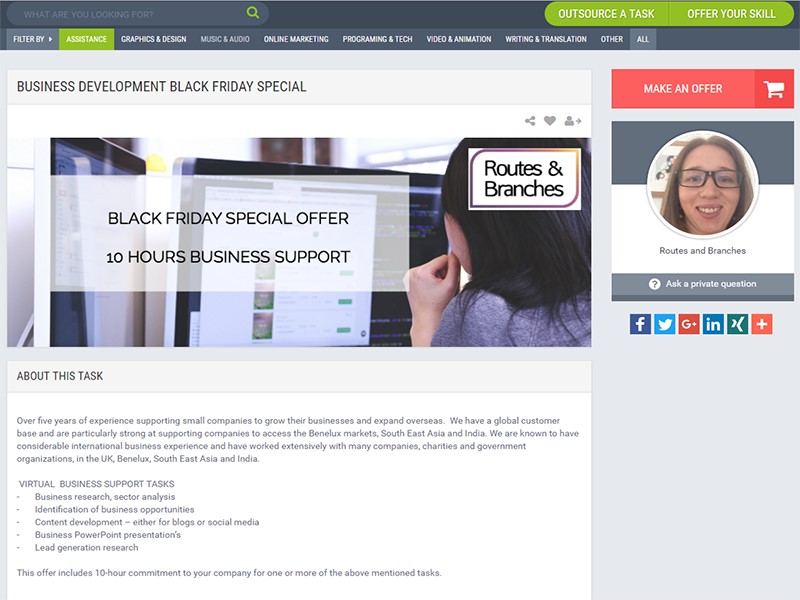 WHAT ARE YOU LOOKING FOR?
OUTSOURCE A TASK
OFFER YOUR SKILL
FILTER BY
ASSISTANCE
GRAPHICS & DESIGN
MUSIC & AUDIO
ONLINE MARKETING
PROGRAMING & TECH
VIDEO & ANIMATION
WRITING & TRANSLATION
OTHER
ALL
BUSINESS DEVELOPMENT BLACK FRIDAY SPECIAL
MAKE AN OFFER
Routes &
Branches
BLACK FRIDAY SPECIAL OFFER
10 HOURS BUSINESS SUPPORT
Routes and Branches
? Ask a private question
f
G+
in
ABOUT THIS TASK
Over five years of experience supporting small companies to grow their businesses and expand overseas. We have a global customer
base and are particularly strong at supporting companies to access the Benelux markets, South East Asia and India. We are known to have
considerable international business experience and have worked extensively with many companies, charities and government
organizations, in the UK, Benelux, South East Asia and India.
VIRTUAL BUSINESS SUPPORT TASKS
- Business research, sector analysis
- Identification of business opportunities
- Content development – either for blogs or social media
- Business PowerPoint presentation's
- Lead generation research
This offer includes 10-hour commitment to your company for one or more of the above mentioned tasks.